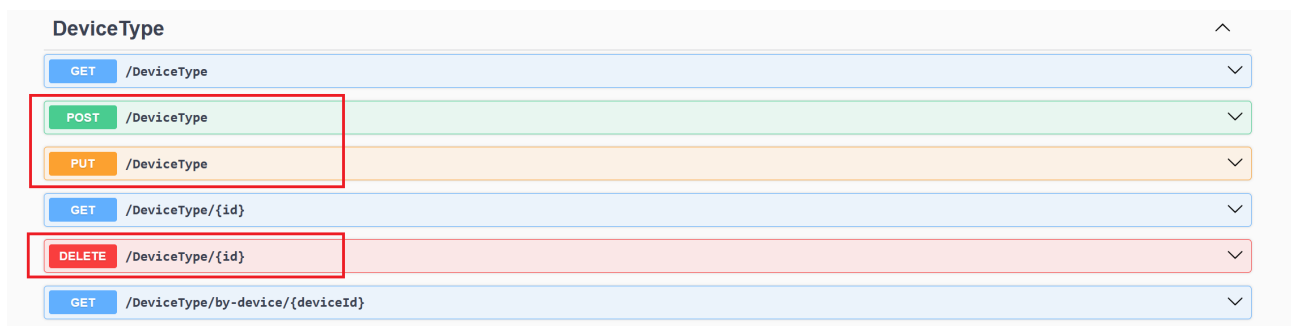 DeviceType
GET /DeviceType
POST /DeviceType
PUT /DeviceType
GET /DeviceType/{id}
DELETE /DeviceType/{id}
GET /DeviceType/by-device/{deviceId}